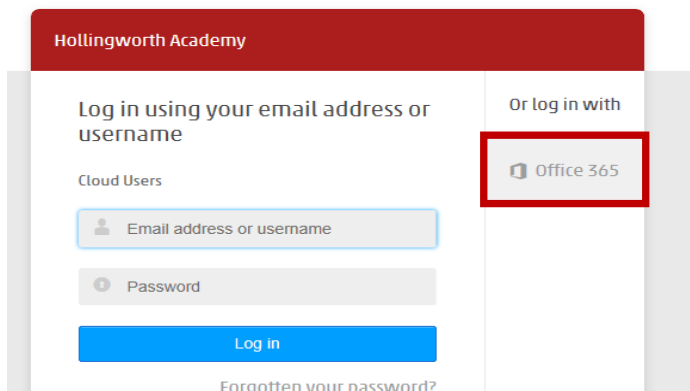 Hollingworth Academy
Log in using your email address or
username
Cloud Users
Email address or username
Password
Log in
Forgotten your password?
Or log in with
Office 365